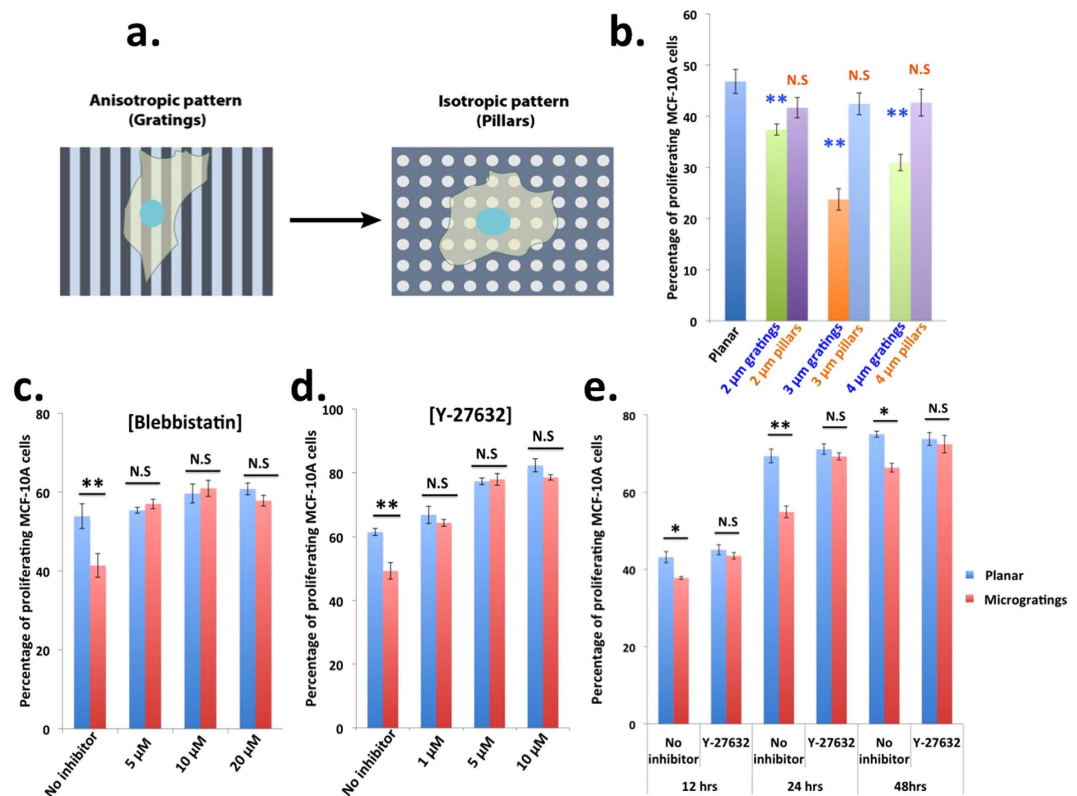 a.
Anisotropic pattern
(Gratings)
Isotropic pattern
(Pillars)
b.
Percentage of proliferating MCF-10A cells
60
50
40
30
20
10
0
**
N.S
**
N.S
**
N.S
Planar
2 µm gratings
2 µm pillars
3 µm gratings
3 µm pillars
4 µm gratings
4 µm pillars
c.
[Blebbistatin]
Percentage of proliferating MCF-10A cells
80
60
40
20
0
**
N.S
N.S
N.S
No inhibitor
5 µM
10 µM
20 µM
d.
[Y-27632]
Percentage of proliferating MCF-10A cells
100
80
60
40
20
0
**
N.S
N.S
N.S
No inhibitor
1 µM
5 µM
10 µM
e.
Percentage of proliferating MCF-10A cells
80
60
40
20
0
*
N.S
**
N.S
*
N.S
Planar
Microgratings
No
inhibitor
Y-27632
No
inhibitor
Y-27632
No
inhibitor
Y-27632
12 hrs
24 hrs
48hrs